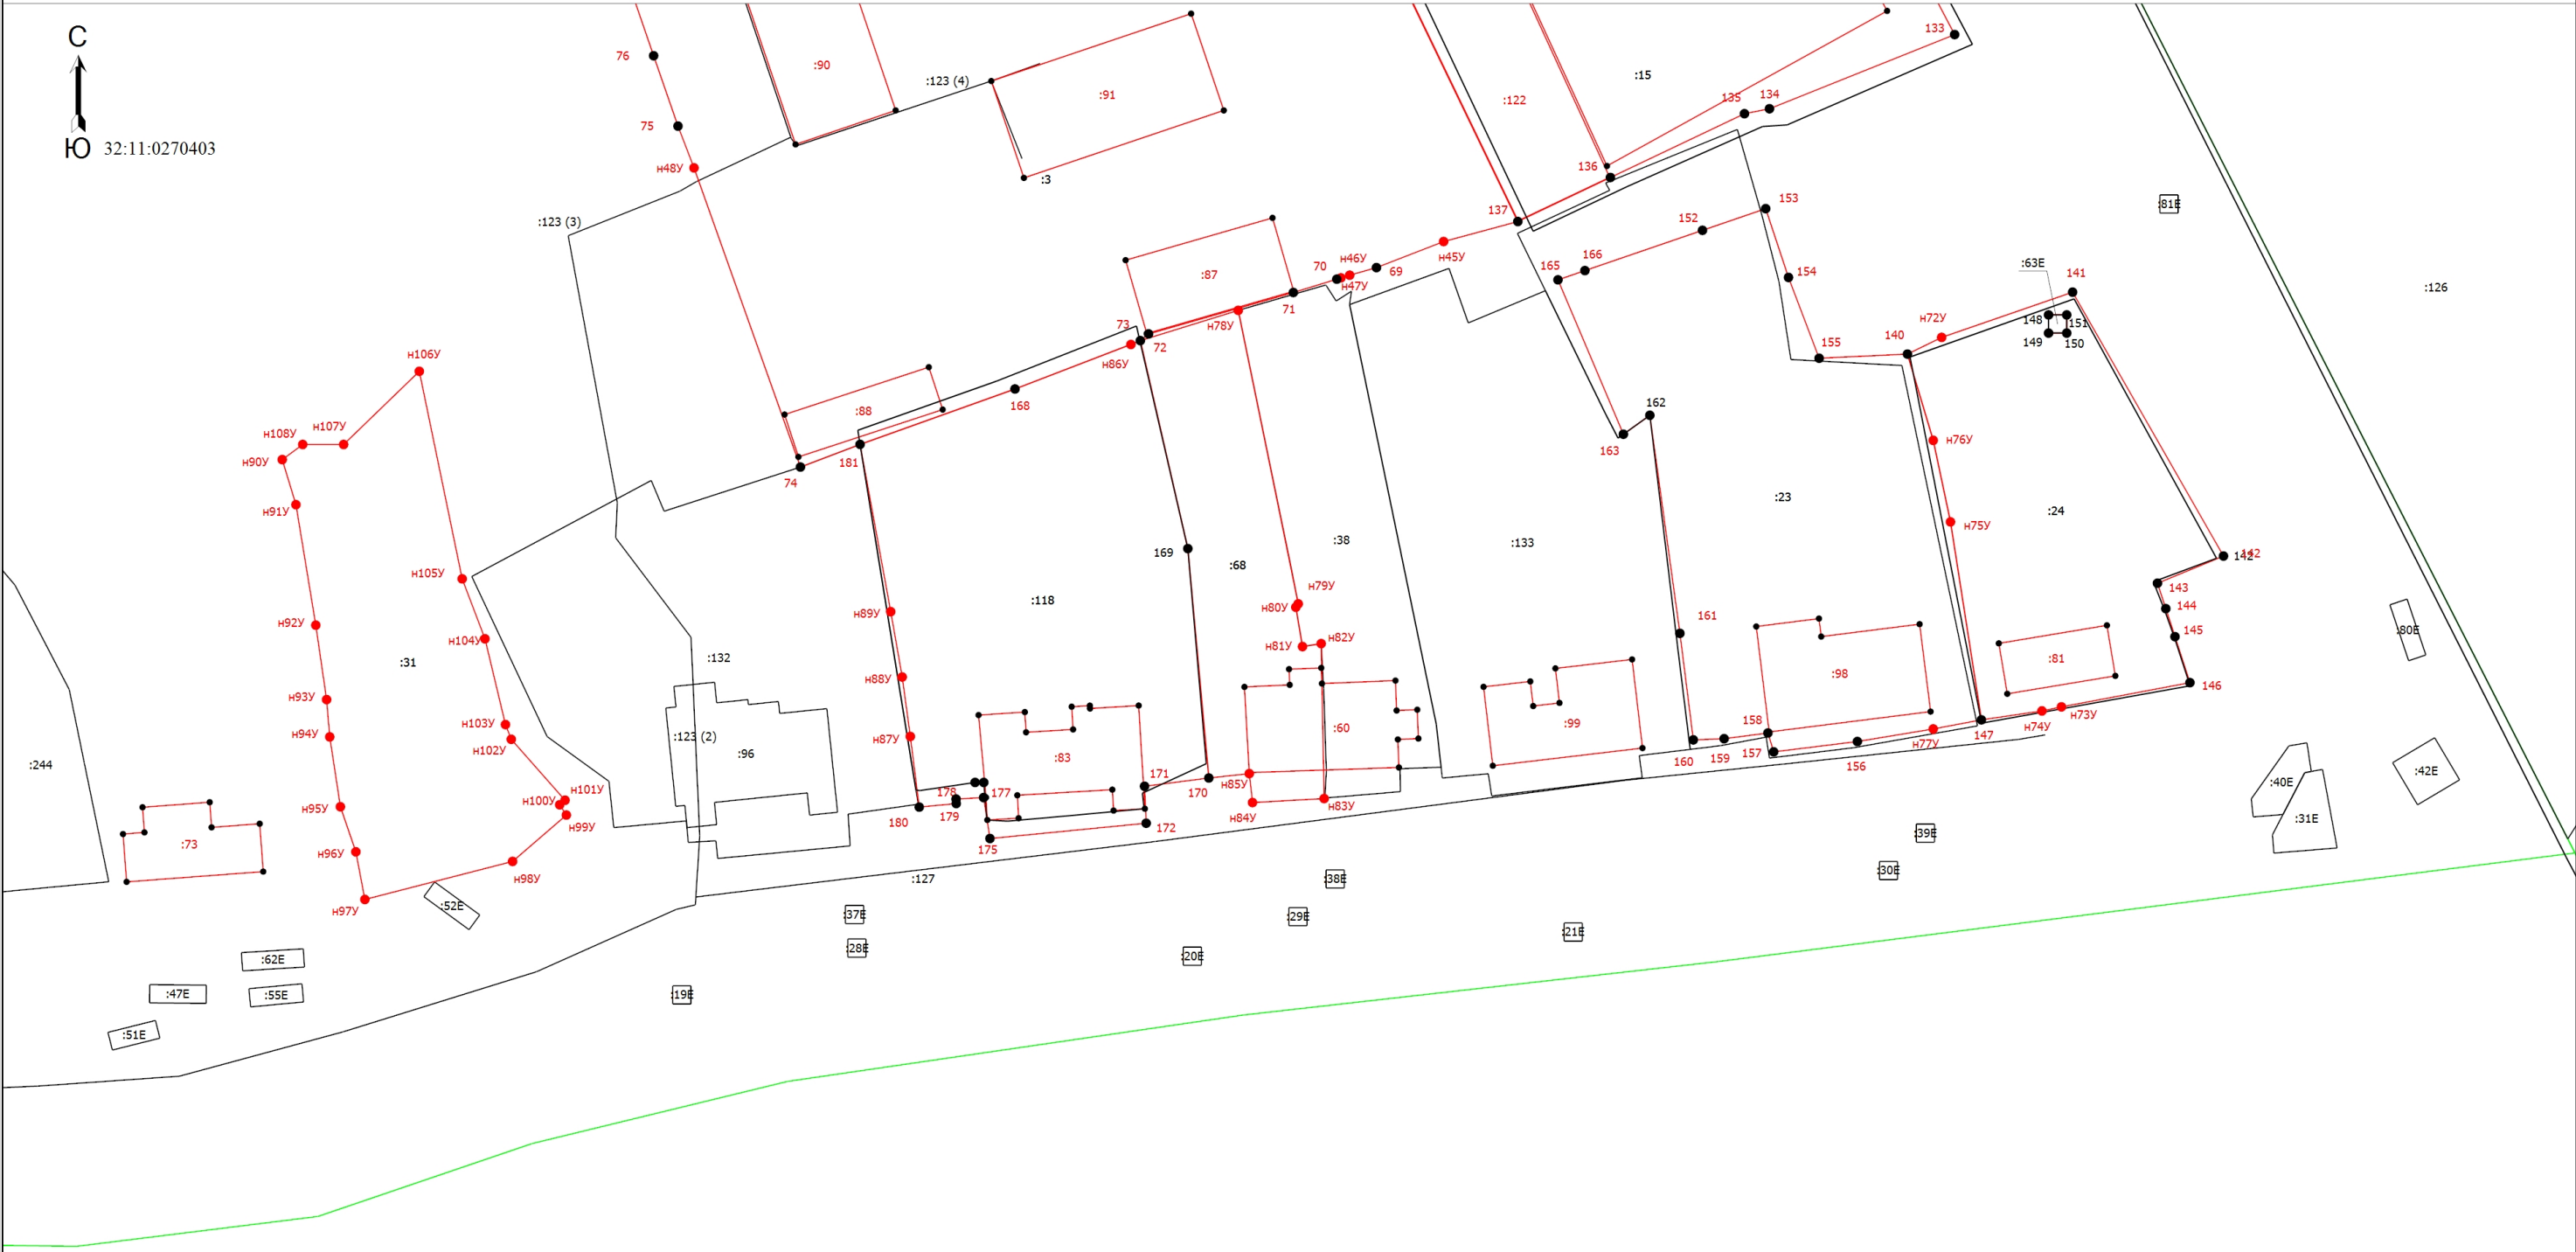 С
Ю 32:11:0270403
76
:90
:123 (4)
:91
:122
:15
133
135
134
75
н48У
136
:3
:123 (3)
137
153
152
:81Е
:87
70
н46У
н47У
69
н45У
165
166
154
:63Е
141
:126
73
72
н78У
71
н86У
155
140
н72У
148
151
149
150
н106У
:88
168
162
н108У
н107У
н90У
181
74
163
н76У
н91У
:23
:24
н75У
169
:68
:38
:133
142
142
н105У
143
н92У
н104У
:31
н89У
:118
н80У
н79У
161
144
145
:132
н81У
н82У
:80Е
н88У
:98
:81
146
н93У
н103У
н94У
н102У
:123 (2)
:96
н87У
:83
:60
:99
158
157
160
159
156
н77У
147
н74У
н73У
:244
171
170
н85У
н95У
н100У
н101У
н99У
178
177
180
179
н83У
н84У
172
175
:40Е
:31Е
:42Е
:73
н96У
н98У
н97У
:52Е
:127
:38Е
:39Е
:30Е
:37Е
:29Е
:28Е
:20Е
:21Е
:62Е
:47Е
:55Е
:19Е
:51Е